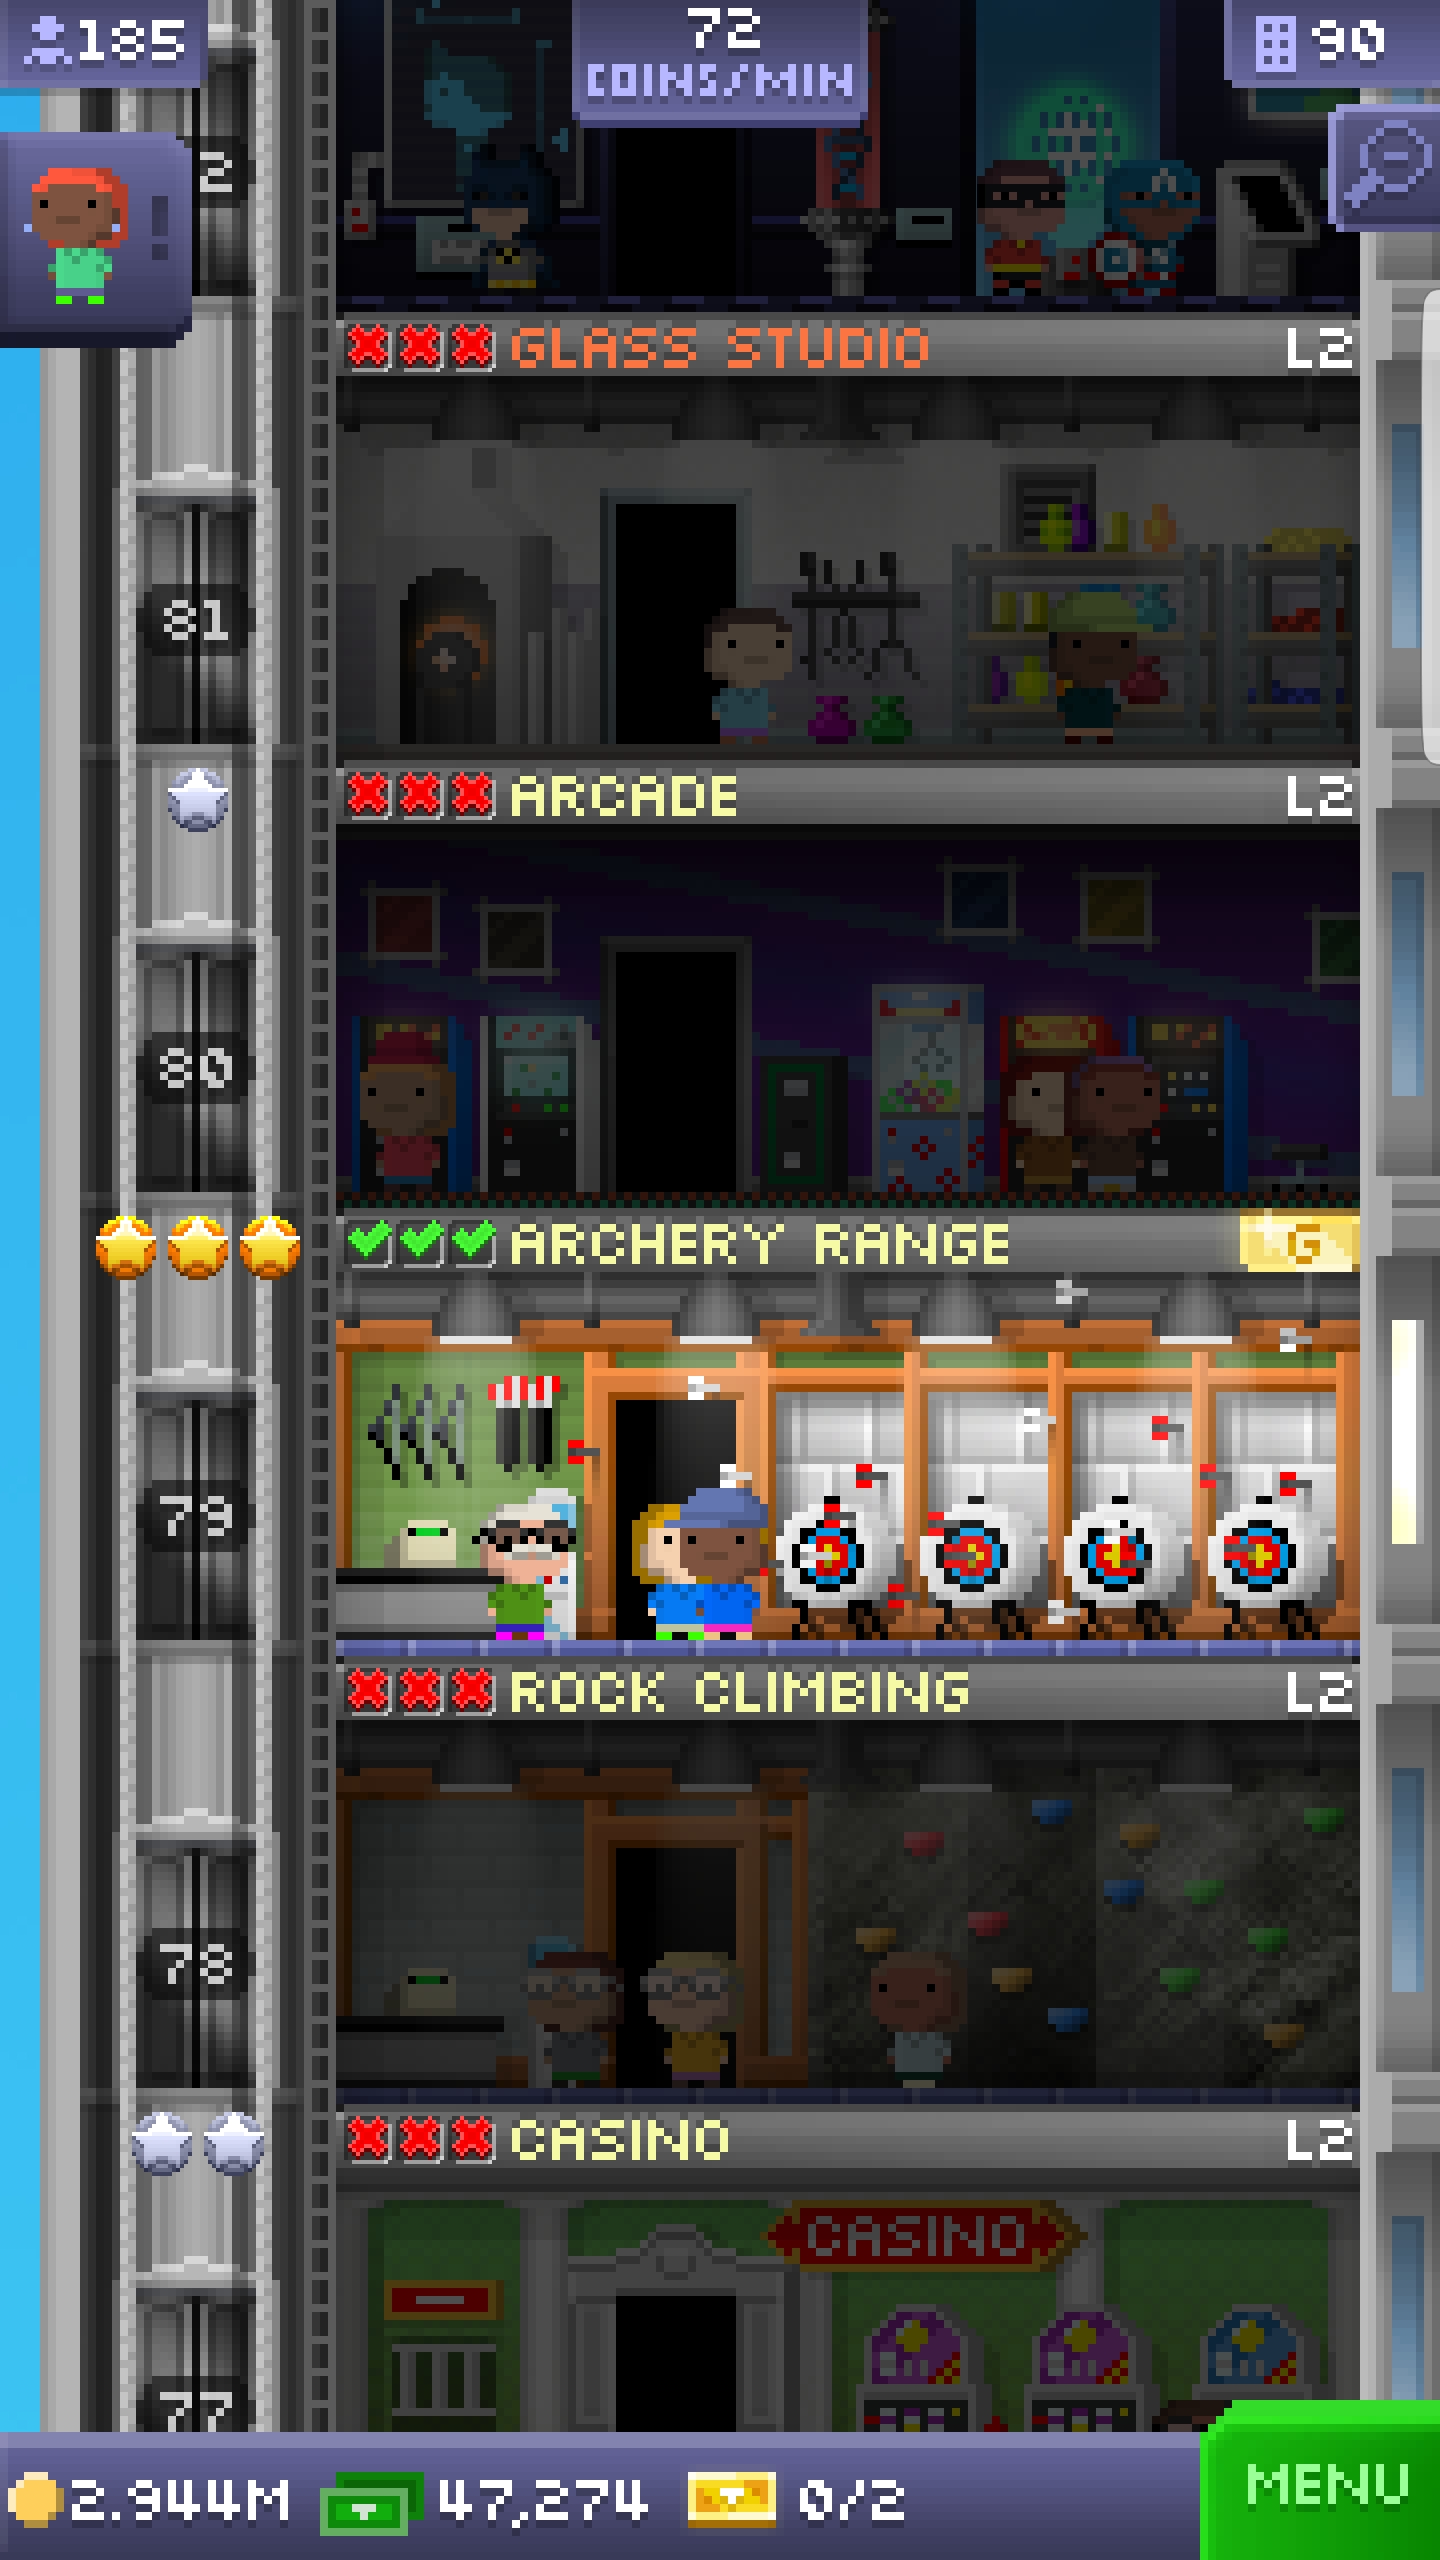 185
72
COINS/MIN
90
2
GLASS STUDIO
L2
81
ARCADE
L2
80
ARCHERY RANGE
G
79
ROCK CLIMBING
L2
78
CASINO
L2
CASINO
77
2.944M
47,274
0/2
MENU